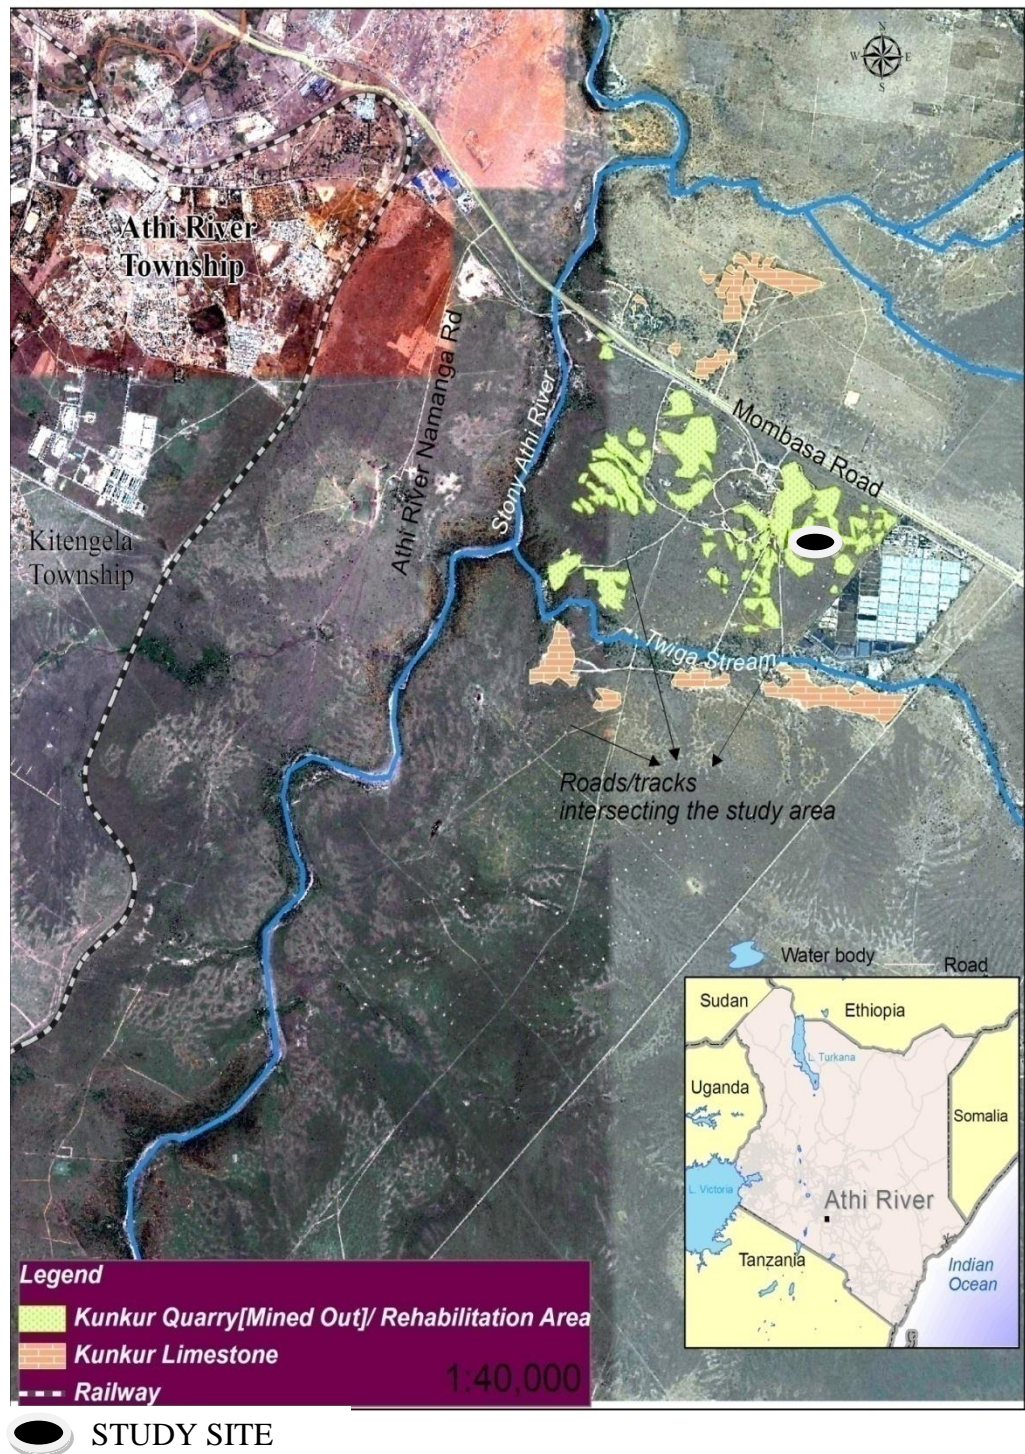 N
W E
S
Athi River
Township
Mombasa Road
Athi River Namanga Rd
Stony Athi River
Kitengela
Township
Twiga Stream
Roads/tracks
intersecting the study area
Water body
Road
Sudan
Ethiopia
L. Turkana
Uganda
Somalia
L. Victoria
Athi River
Tanzania
Indian
Ocean
Legend
Kunkur Quarry[Mined Out]/ Rehabilitation Area
Kunkur Limestone
Railway
1:40,000
STUDY SITE